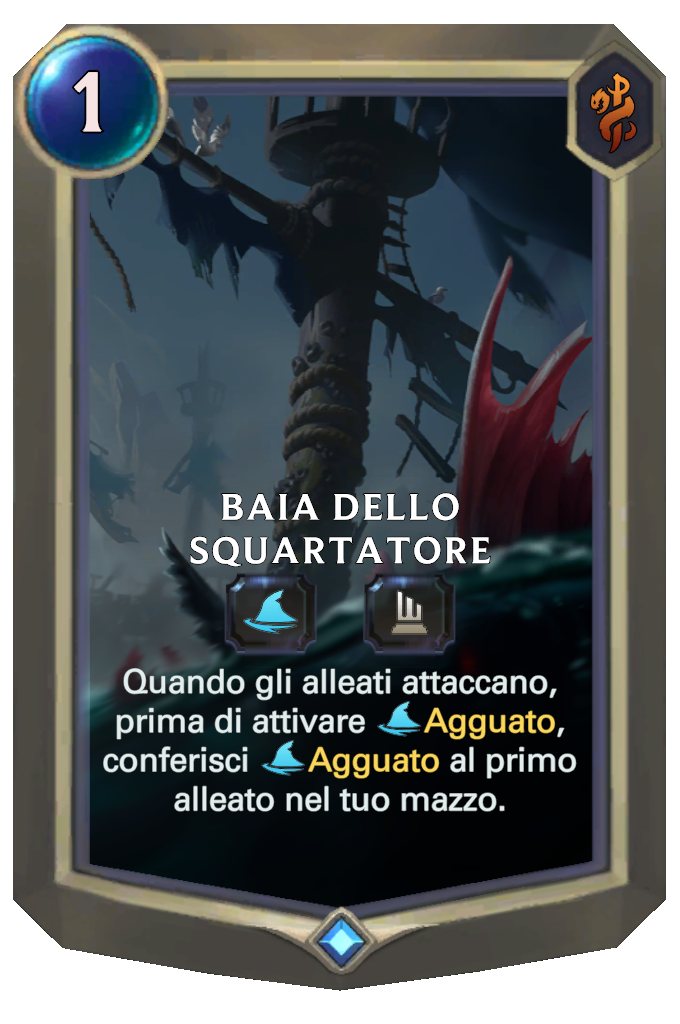 1
BAIA DELLO
SQUARTATORE
Quando gli alleati attaccano,
prima di attivare Agguato,
conferisci Agguato al primo
alleato nel tuo mazzo.